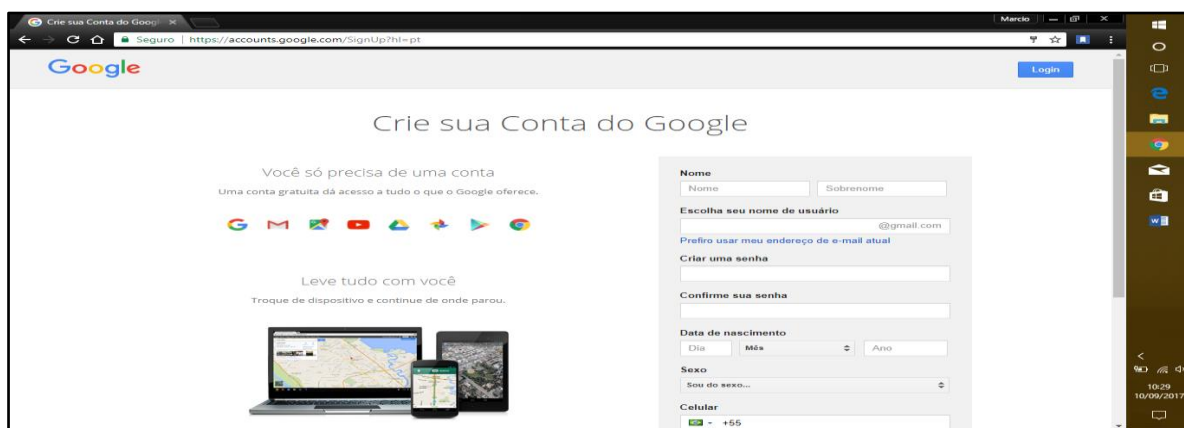 Crie sua Conta do Goog
Marcio
Seguro | https://accounts.google.com/SignUp?hl=pt
Google
Login
Crie sua Conta do Google
Você só precisa de uma conta
Uma conta gratuita dá acesso a tudo o que o Google oferece.
Leve tudo com você
Troque de dispositivo e continue de onde parou.
Nome
Nome Sobrenome
Escolha seu nome de usuário
@gmail.com
Prefiro usar meu endereço de e-mail atual
Criar uma senha
Confirme sua senha
Data de nascimento
Dia Mês Ano
Sexo
Sou do sexo...
Celular
+55
10:29
10/09/2017